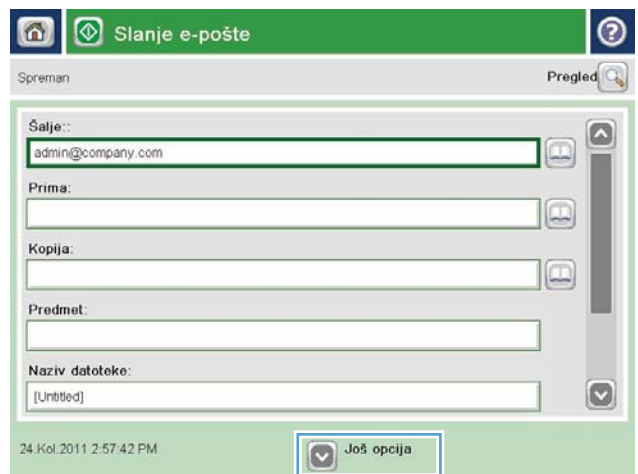 Slanje e-pošte
Spreman
Pregled
Šalje::
admin@company.com
Prima:
Kopija:
Predmet:
Naziv datoteke:
[Untitled]
24.Kol.2011 2:57:42 PM
Još opcija